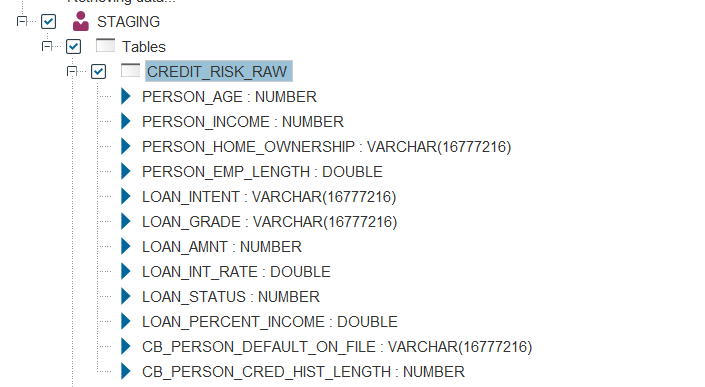 Retrieving data...
STAGING
Tables
CREDIT_RISK_RAW
PERSON_AGE : NUMBER
PERSON_INCOME : NUMBER
PERSON_HOME_OWNERSHIP : VARCHAR(16777216)
PERSON_EMP_LENGTH : DOUBLE
LOAN_INTENT : VARCHAR(16777216)
LOAN_GRADE : VARCHAR(16777216)
LOAN_AMNT : NUMBER
LOAN_INT_RATE : DOUBLE
LOAN_STATUS : NUMBER
LOAN_PERCENT_INCOME : DOUBLE
CB_PERSON_DEFAULT_ON_FILE : VARCHAR(16777216)
CB_PERSON_CRED_HIST_LENGTH : NUMBER